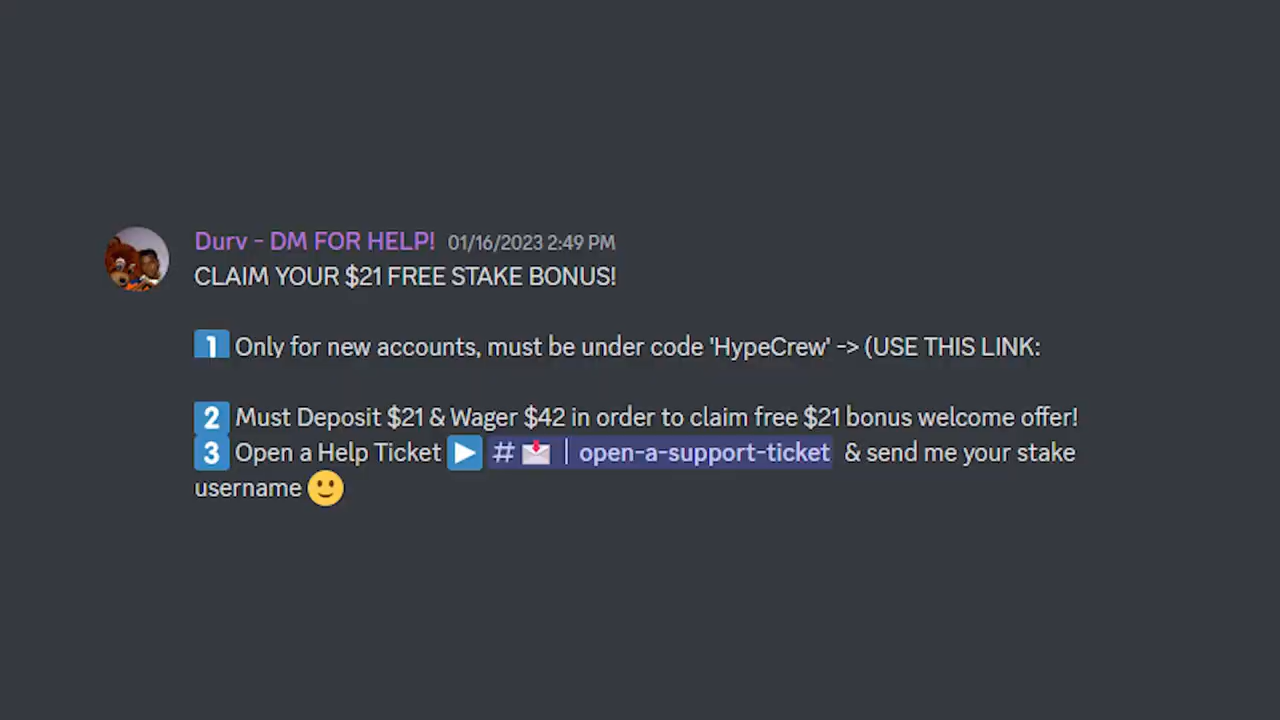 Durv - DM FOR HELP! 01/16/2023 2:49 PM
CLAIM YOUR $21 FREE STAKE BONUS!
1 Only for new accounts, must be under code 'HypeCrew' -> (USE THIS LINK:
2 Must Deposit $21 & Wager $42 in order to claim free $21 bonus welcome offer!
3 Open a Help Ticket ▶ # 📩 | open-a-support-ticket & send me your stake
username 🙂